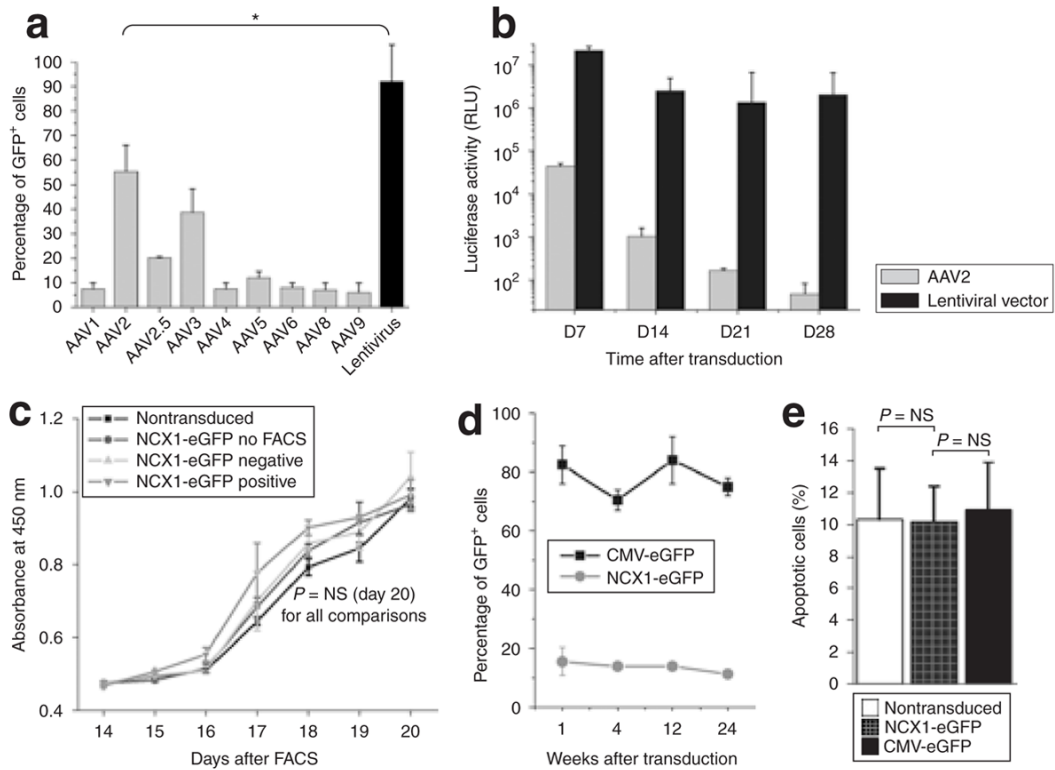 a
*
Percentage of GFP+ cells
100
90
80
70
60
50
40
30
20
10
0
AAV1
AAV2
AAV2.5
AAV3
AAV4
AAV5
AAV6
AAV8
AAV9
Lentivirus
b
Luciferase activity (RLU)
10⁷
10⁶
10⁵
10⁴
10³
10²
D7 D14 D21 D28
Time after transduction
AAV2
Lentiviral vector
c
Absorbance at 450 nm
1.2
1.0
0.8
0.6
0.4
Nontransduced
NCX1-eGFP no FACS
NCX1-eGFP negative
NCX1-eGFP positive
P = NS (day 20)
for all comparisons
14 15 16 17 18 19 20
Days after FACS
d
Percentage of GFP+ cells
100
80
60
40
20
0
CMV-eGFP
NCX1-eGFP
1 4 12 24
Weeks after transduction
e
P = NS
P = NS
Apoptotic cells (%)
16
14
12
10
8
6
4
2
0
Nontransduced
NCX1-eGFP
CMV-eGFP